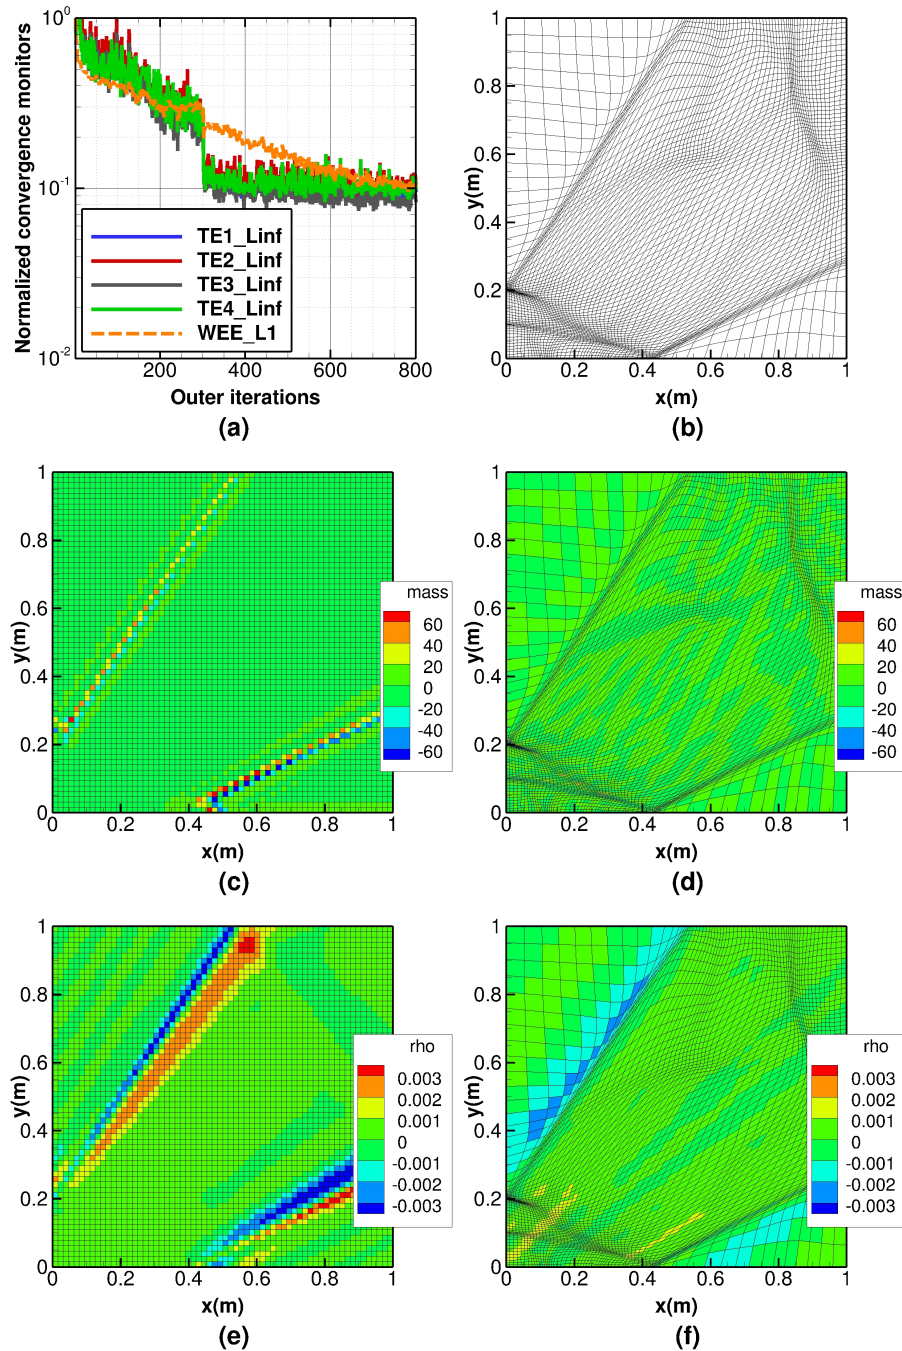 Normalized convergence monitors
10^0
10^-1
10^-2
TE1_Linf
TE2_Linf
TE3_Linf
TE4_Linf
WEE_L1
200 400 600 800
Outer iterations
(a)
y(m)
1
0.8
0.6
0.4
0.2
0
0 0.2 0.4 0.6 0.8 1
x(m)
(b)
y(m)
1
0.8
0.6
0.4
0.2
0
0 0.2 0.4 0.6 0.8 1
x(m)
mass
60
40
20
0
-20
-40
-60
(c)
y(m)
1
0.8
0.6
0.4
0.2
0
0 0.2 0.4 0.6 0.8 1
x(m)
mass
60
40
20
0
-20
-40
-60
(d)
y(m)
1
0.8
0.6
0.4
0.2
0
0 0.2 0.4 0.6 0.8 1
x(m)
rho
0.003
0.002
0.001
0
-0.001
-0.002
-0.003
(e)
y(m)
1
0.8
0.6
0.4
0.2
0
0 0.2 0.4 0.6 0.8 1
x(m)
rho
0.003
0.002
0.001
0
-0.001
-0.002
-0.003
(f)